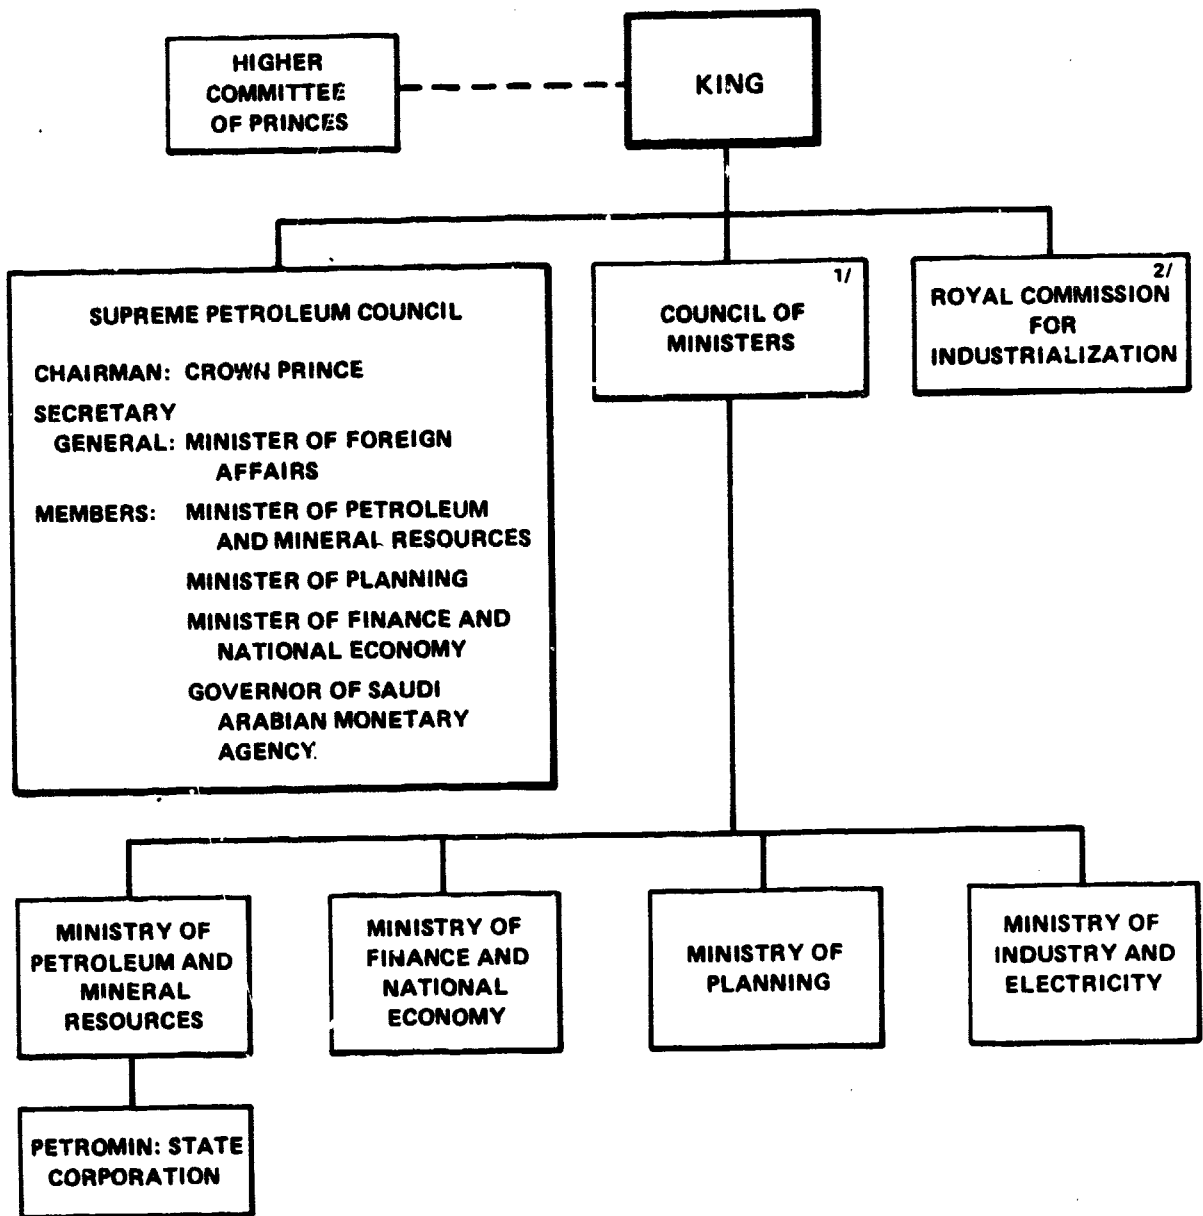 HIGHER
COMMITTEE
OF PRINCES
KING
SUPREME PETROLEUM COUNCIL
CHAIRMAN: CROWN PRINCE
SECRETARY
GENERAL: MINISTER OF FOREIGN
AFFAIRS
MEMBERS: MINISTER OF PETROLEUM
AND MINERAL RESOURCES
MINISTER OF PLANNING
MINISTER OF FINANCE AND
NATIONAL ECONOMY
GOVERNOR OF SAUDI
ARABIAN MONETARY
AGENCY.
1/
COUNCIL OF
MINISTERS
2/
ROYAL COMMISSION
FOR
INDUSTRIALIZATION
MINISTRY OF
PETROLEUM AND
MINERAL
RESOURCES
MINISTRY OF
FINANCE AND
NATIONAL
ECONOMY
MINISTRY OF
PLANNING
MINISTRY OF
INDUSTRY AND
ELECTRICITY
PETROMIN: STATE
CORPORATION